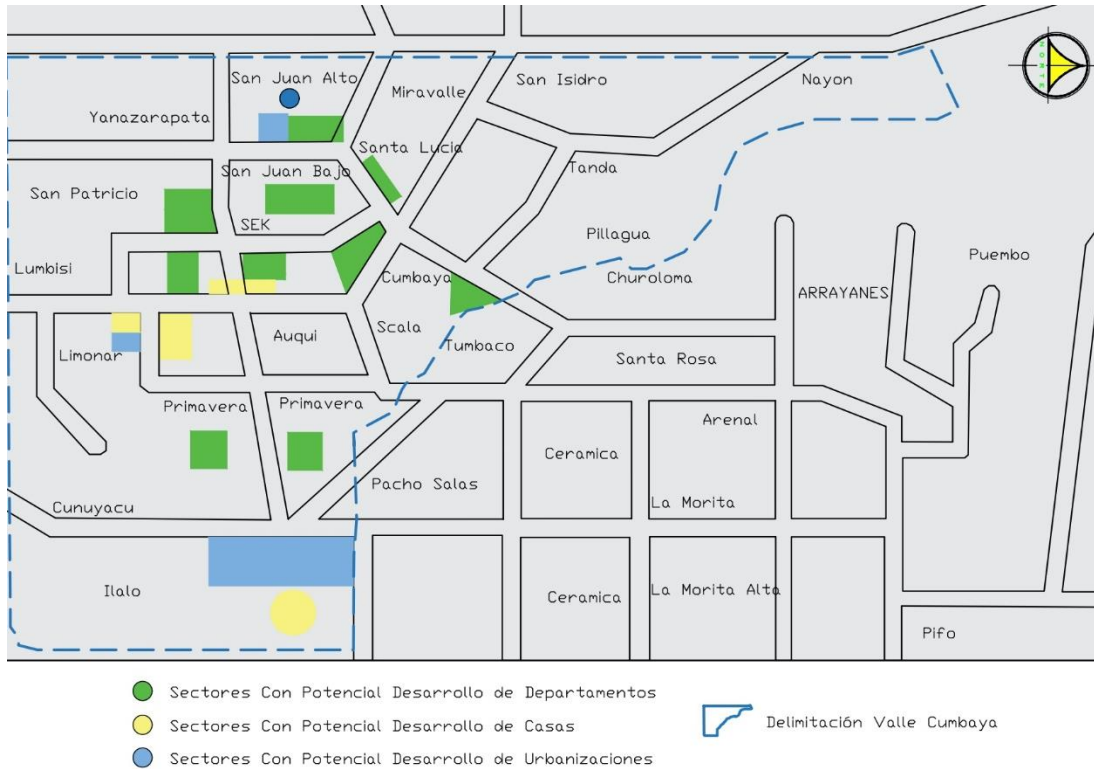 San Juan Alto
San Isidro
Nayon
NORTE
Miravalle
Yanazarapata
Santa Lucia
San Juan Bajo
Tanda
San Patricio
SEK
Pillagua
Puembo
Lumbisi
Cumbaya
Churoloma
ARRAYANES
Scala
Auqui
Tumbaco
Limonar
Santa Rosa
Primavera
Primavera
Arenal
Ceramica
Pacho Salas
Cunuyacu
La Morita
Ilalo
Ceramica
La Morita Alta
Pifo
Sectores Con Potencial Desarrollo de Departamentos
Sectores Con Potencial Desarrollo de Casas
Sectores Con Potencial Desarrollo de Urbanizaciones
Delimitación Valle Cumbaya